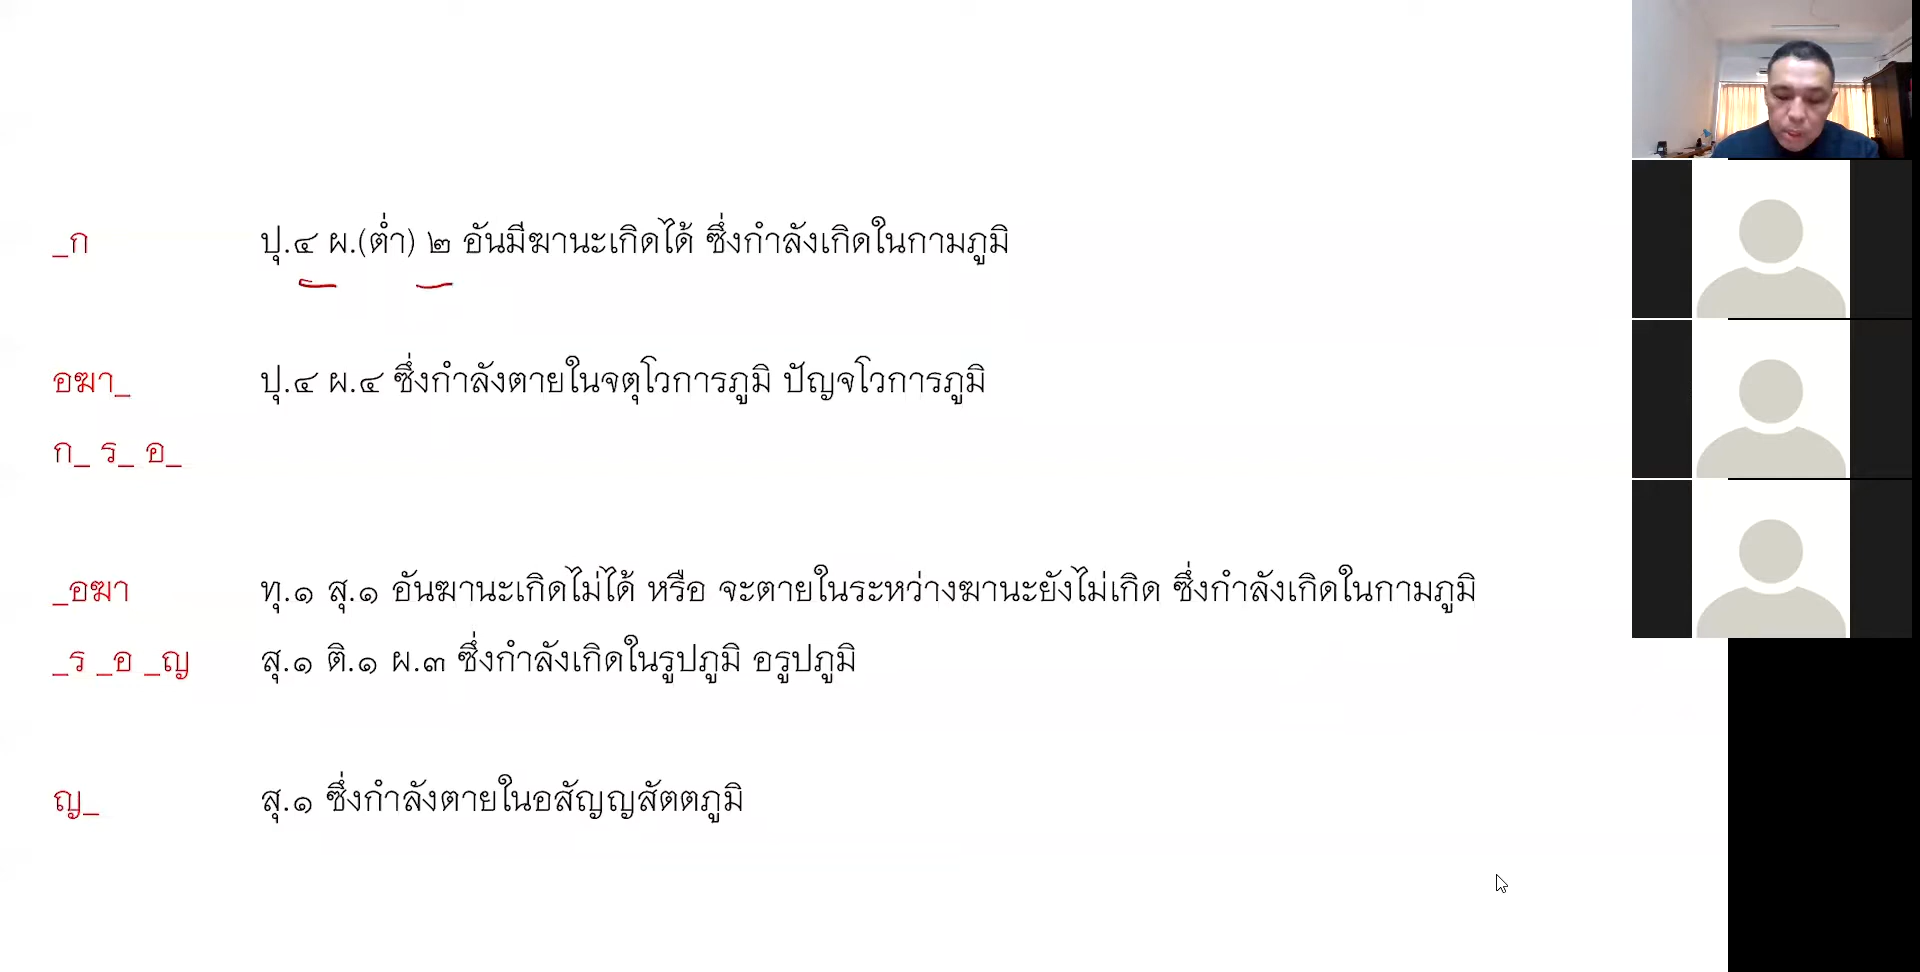 _ก ปุ.๔ ผ.(ต่ำ) ๒ อันมีฆานะเกิดได้ ซึ่งกำลังเกิดในกามภูมิ
อฆา_ ปุ.๔ ผ.๔ ซึ่งกำลังตายในจตุโวการภูมิ ปัญจโวการภูมิ
ก_ ร_ อ_
_อฆา ทุ.๑ สุ.๑ อันฆานะเกิดไม่ได้ หรือ จะตายในระหว่างฆานะยังไม่เกิด ซึ่งกำลังเกิดในกามภูมิ
_ร _อ _ญ สุ.๑ ติ.๑ ผ.๓ ซึ่งกำลังเกิดในรูปภูมิ อรูปภูมิ
ญ_ สุ.๑ ซึ่งกำลังตายในอสัญญสัตตภูมิ